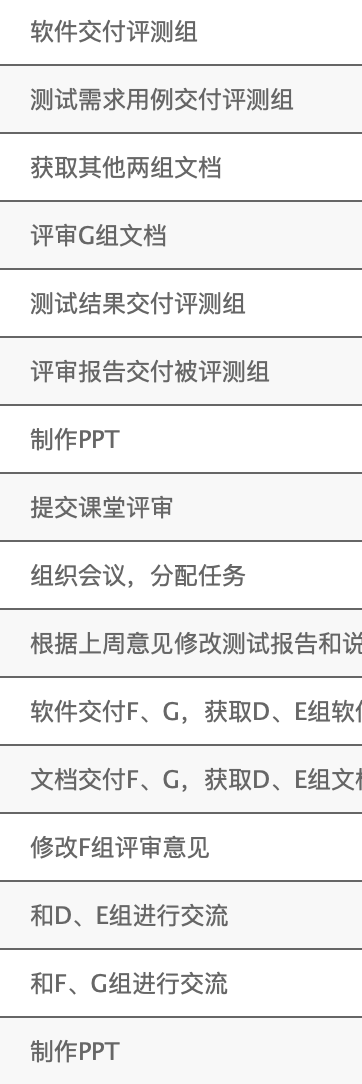 软件交付评测组
测试需求用例交付评测组
获取其他两组文档
评审G组文档
测试结果交付评测组
评审报告交付被评测组
制作PPT
提交课堂评审
组织会议，分配任务
根据上周意见修改测试报告和说
软件交付F、G，获取D、E组软
文档交付F、G，获取D、E组文
修改F组评审意见
和D、E组进行交流
和F、G组进行交流
制作PPT